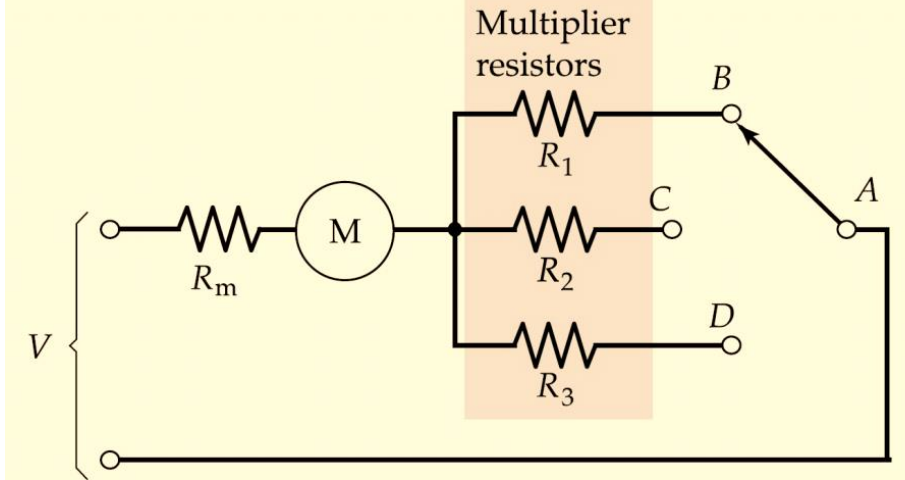 Multiplier
resistors
B
R1
A
C
M
Rm
R2
V
D
R3